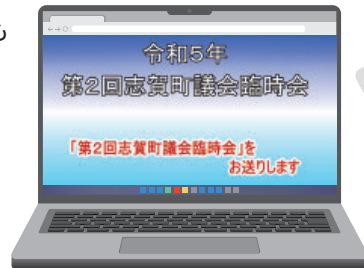 も
令和5年
第2回志賀町議会臨時会
「第2回志賀町議会臨時会」を
お送りします